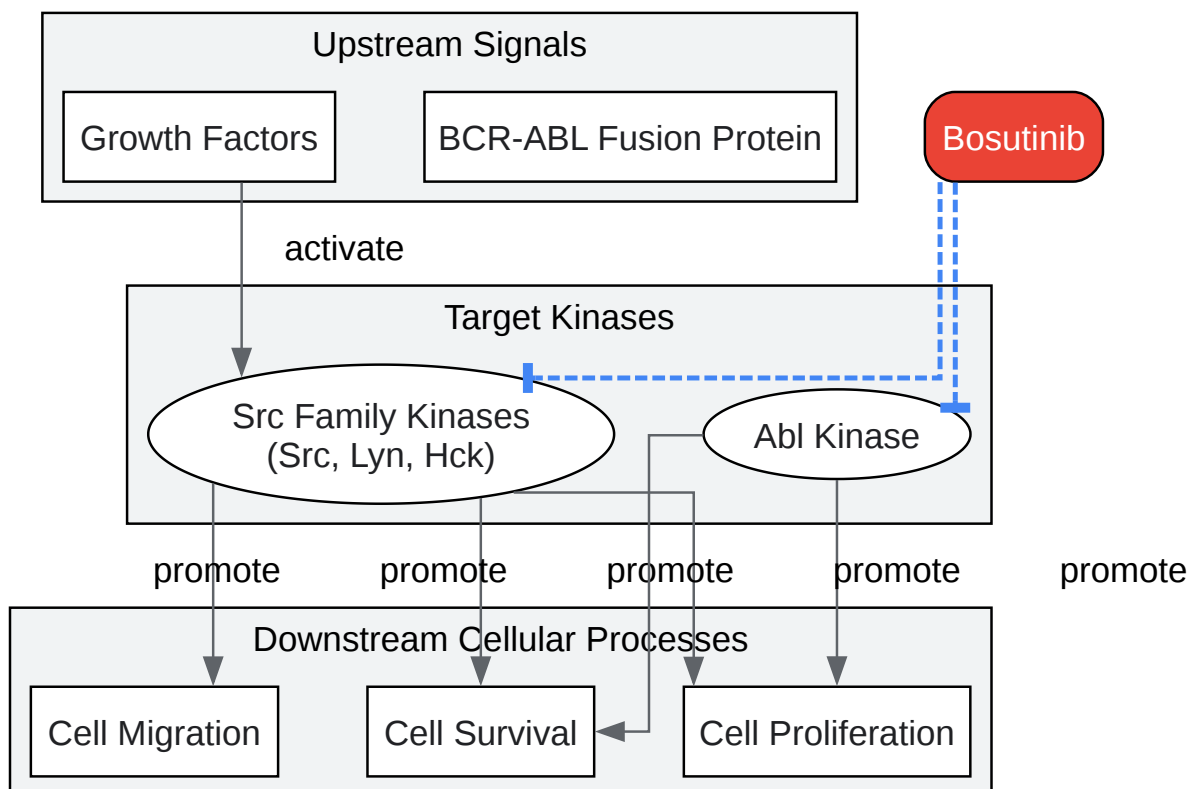 Upstream Signals
Growth Factors
BCR-ABL Fusion Protein
Bosutinib
activate
Target Kinases
Src Family Kinases
(Src, Lyn, Hck)
Abl Kinase
promote
promote
promote
promote
promote
Downstream Cellular Processes
Cell Migration
Cell Survival
Cell Proliferation